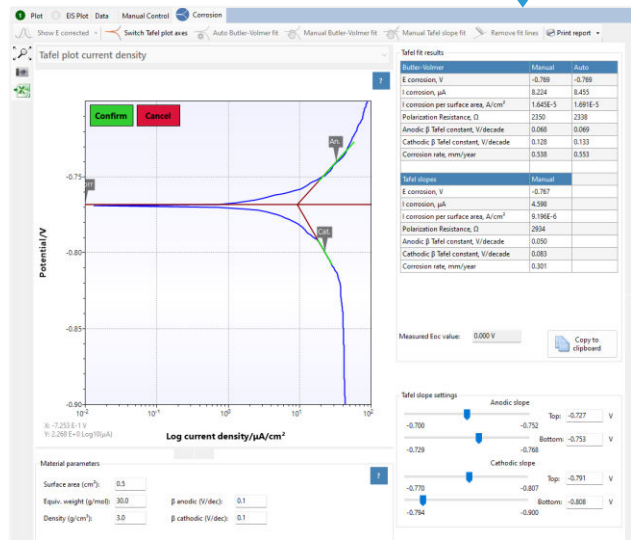 Plot EIS Plot Data Manual Control Corrosion
Show E corrected Switch Tafel plot axes Auto Butler-Volmer fit Manual Butler-Volmer fit Manual Tafel slope fit Remove fit lines Print report
Tafel plot current density
?
Confirm Cancel
An.
Cat.
Potential/V
-0.75
-0.80
-0.85
-0.90
10-2 10-1 100 101 102
X: -7.253 E-1 V
Y: 2.260 E+0 Log10(µA)
Log current density/µA/cm²
Material parameters
?
Surface area (cm²): 0.5
Equiv. weight (g/mol): 30.0 β anodic (V/dec): 0.1
Density (g/cm³): 3.0 β cathodic (V/dec): 0.1
Tafel fit results
Butler-Volmer Manual Auto
E corrosion, V -0.769 -0.769
I corrosion, µA 8.224 8.455
I corrosion per surface area, A/cm² 1.645E-5 1.691E-5
Polarization Resistance, Ω 2350 2338
Anodic β Tafel constant, V/decade 0.068 0.069
Cathodic β Tafel constant, V/decade 0.128 0.133
Corrosion rate, mm/year 0.538 0.553
Tafel slopes Manual
E corrosion, V -0.767
I corrosion, µA 4.598
I corrosion per surface area, A/cm² 9.196E-6
Polarization Resistance, Ω 2934
Anodic β Tafel constant, V/decade 0.050
Cathodic β Tafel constant, V/decade 0.083
Corrosion rate, mm/year 0.301
Measured Eoc value: 0.000 V
Copy to
clipboard
Tafel slope settings
Anodic slope
Top: -0.727 V
-0.700 -0.752
Bottom: -0.753 V
-0.729 -0.768
Cathodic slope
Top: -0.791 V
-0.770 -0.807
Bottom: -0.808 V
-0.794 -0.900